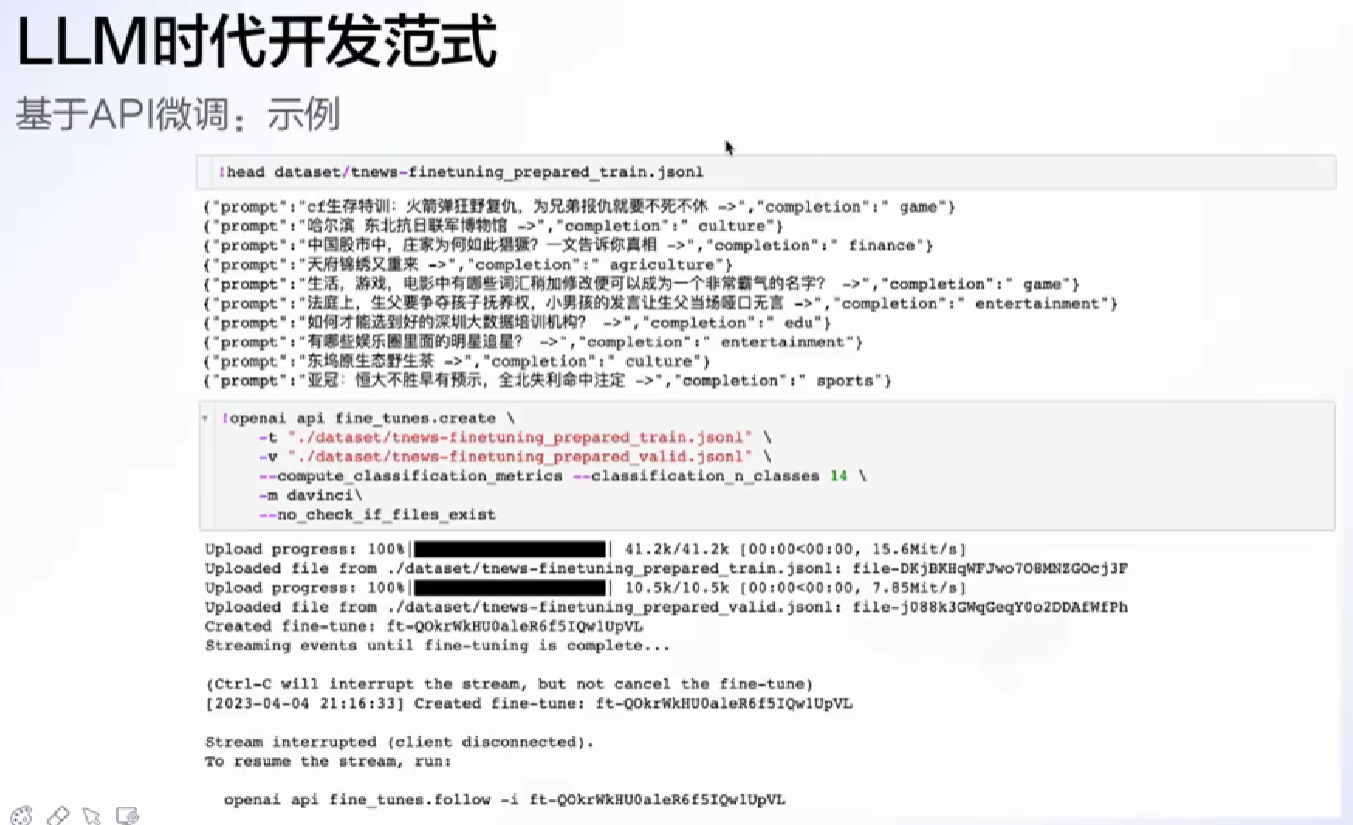 LLM时代开发范式
基于API微调：示例
!head dataset/tnews-finetuning_prepared_train.jsonl
{"prompt":"cf生存特训：火箭弹狂野复仇，为兄弟报仇就要不死不休 ->","completion":" game"}
{"prompt":"哈尔滨 东北抗日联军博物馆 ->","completion":" culture"}
{"prompt":"中国股市中，庄家为何如此猖獗？一文告诉你真相 ->","completion":" finance"}
{"prompt":"天府锦绣又重来 ->","completion":" agriculture"}
{"prompt":"生活，游戏，电影中有哪些词汇稍加修改便可以成为一个非常霸气的名字？ ->","completion":" game"}
{"prompt":"法庭上，生父要争夺孩子抚养权，小男孩的发言让生父当场哑口无言 ->","completion":" entertainment"}
{"prompt":"如何才能选到好的深圳大数据培训机构？ ->","completion":" edu"}
{"prompt":"有哪些娱乐圈里面的明星追星？ ->","completion":" entertainment"}
{"prompt":"东坞原生态野生茶 ->","completion":" culture"}
{"prompt":"亚冠：恒大不胜早有预示，全北失利命中注定 ->","completion":" sports"}
!openai api fine_tunes.create \
-t "./dataset/tnews-finetuning_prepared_train.jsonl" \
-v "./dataset/tnews-finetuning_prepared_valid.jsonl" \
--compute_classification_metrics --classification_n_classes 14 \
-m davinci\
--no_check_if_files_exist
Upload progress: 100%| | 41.2k/41.2k [00:00<00:00, 15.6Mit/s]
Uploaded file from ./dataset/tnews-finetuning_prepared_train.jsonl: file-DKjBKHqWFJwo7O8MNZGOcj3F
Upload progress: 100%| | 10.5k/10.5k [00:00<00:00, 7.85Mit/s]
Uploaded file from ./dataset/tnews-finetuning_prepared_valid.jsonl: file-j088k3GWqGeqY0o2DDAfWfPh
Created fine-tune: ft-QOkrWkHU0aleR6f5IQw1UpVL
Streaming events until fine-tuning is complete...
(Ctrl-C will interrupt the stream, but not cancel the fine-tune)
[2023-04-04 21:16:33] Created fine-tune: ft-QOkrWkHU0aleR6f5IQw1UpVL
Stream interrupted (client disconnected).
To resume the stream, run:
openai api fine_tunes.follow -i ft-QOkrWkHU0aleR6f5IQw1UpVL